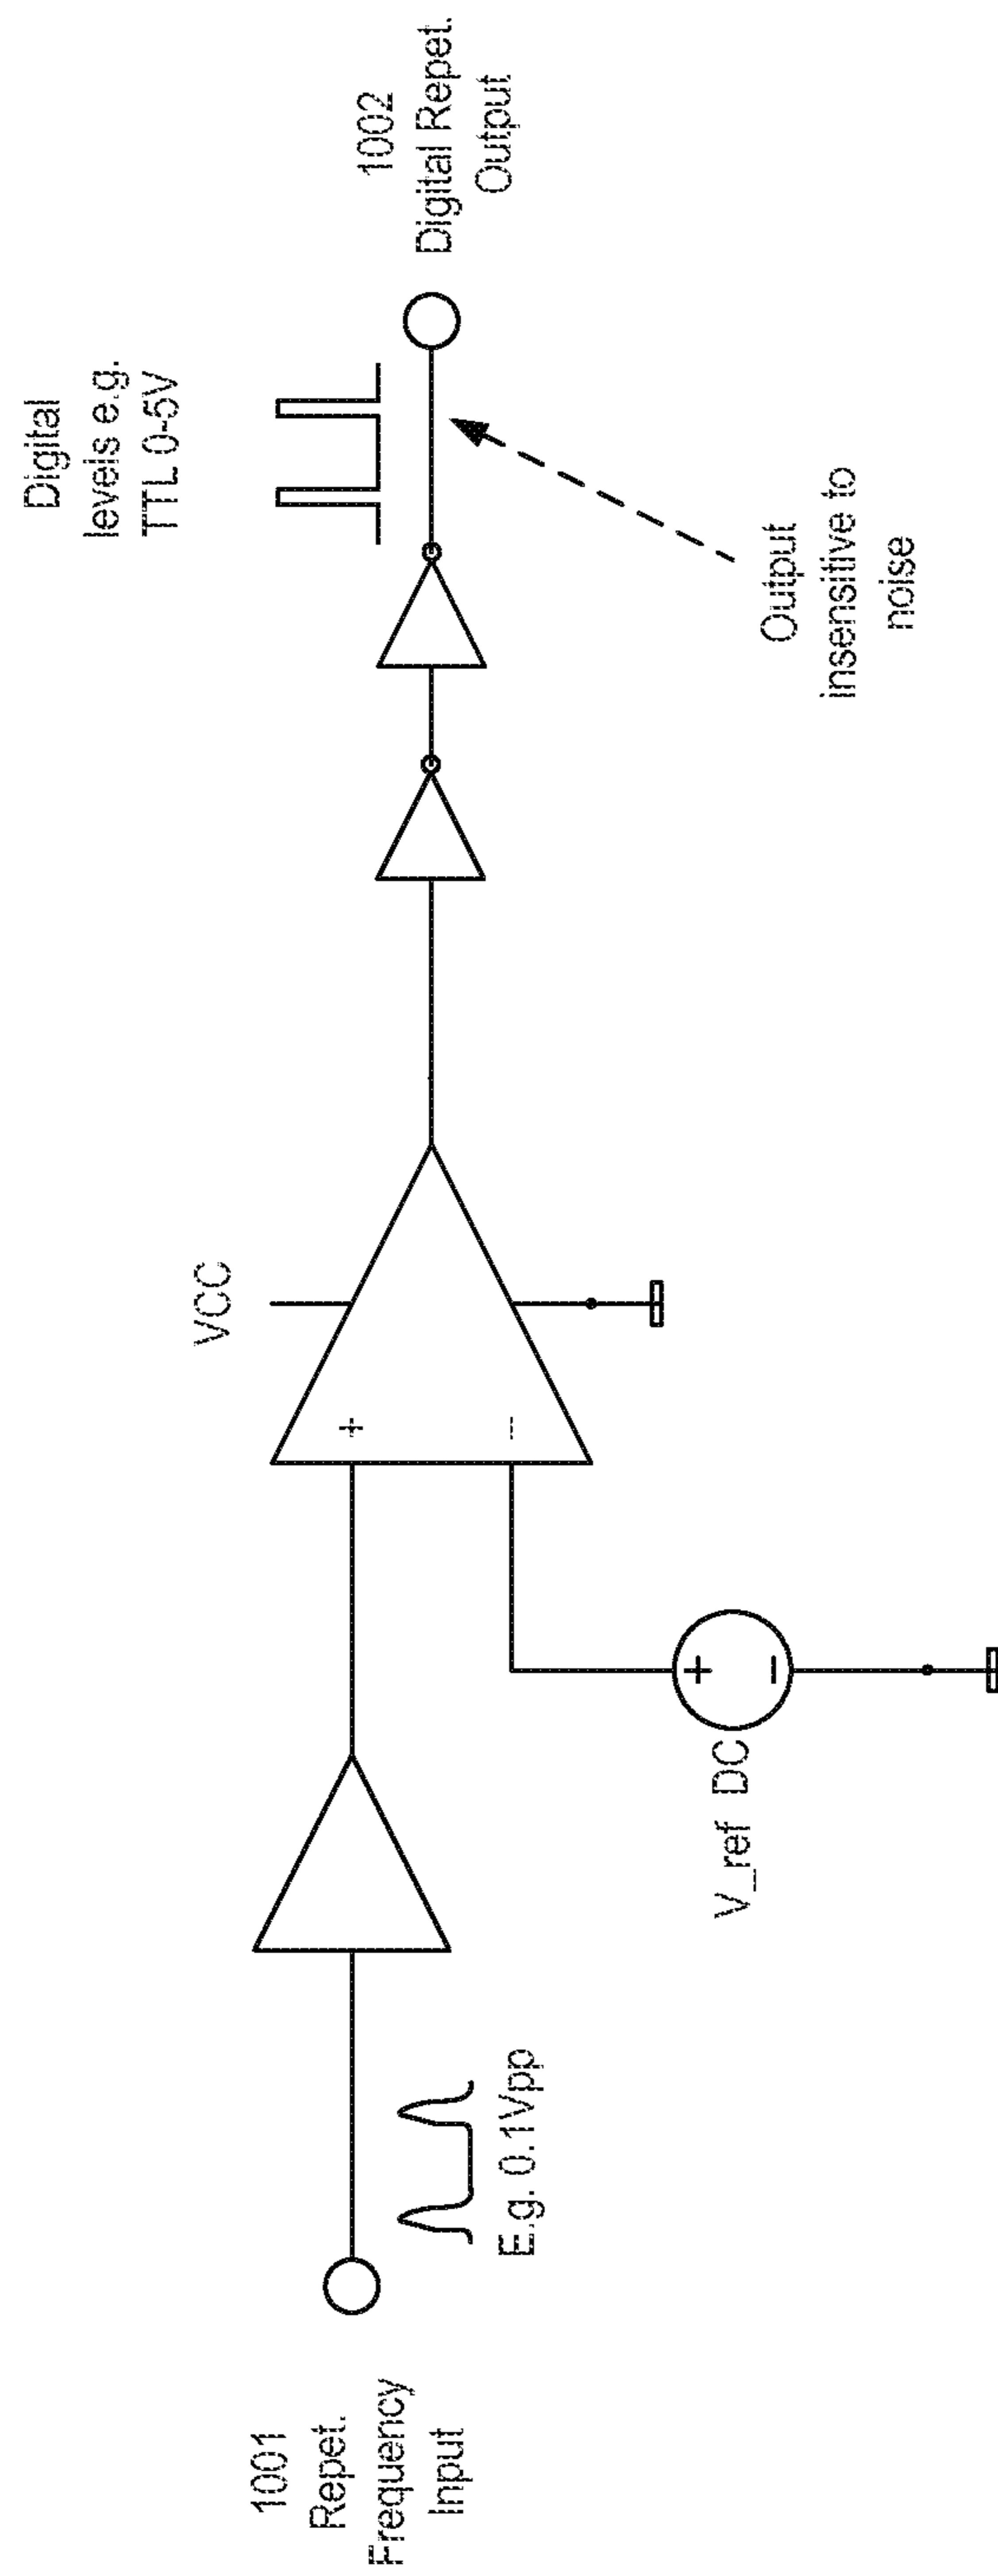 1001
Repet.
Frequency
Input
E.g. 0.1Vpp
V_ref DC
+
−
+
−
VCC
Digital
levels e.g.
TTL 0-5V
Output
insensitive to
noise
1002
Digital Repet.
Output